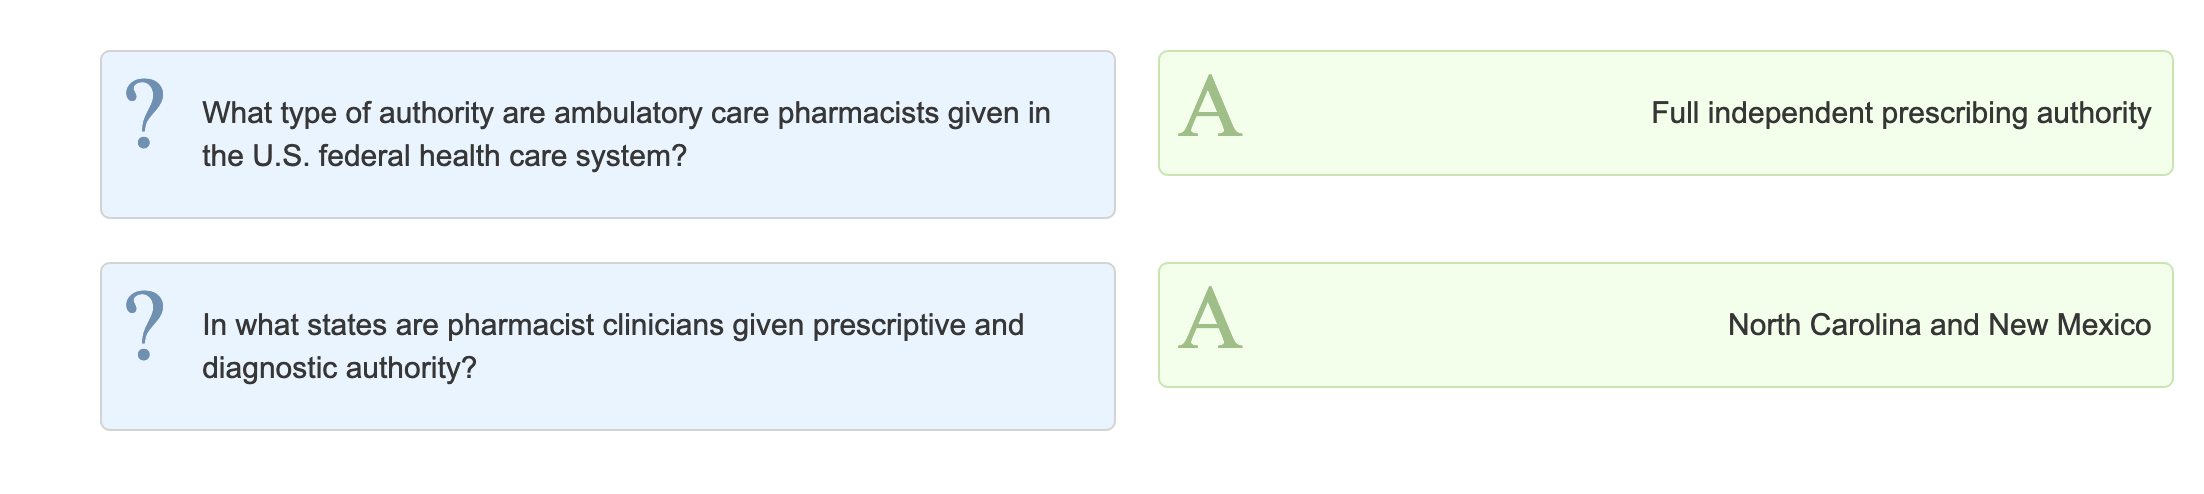 ?
What type of authority are ambulatory care pharmacists given in
the U.S. federal health care system?
A
Full independent prescribing authority
?
In what states are pharmacist clinicians given prescriptive and
diagnostic authority?
A
North Carolina and New Mexico